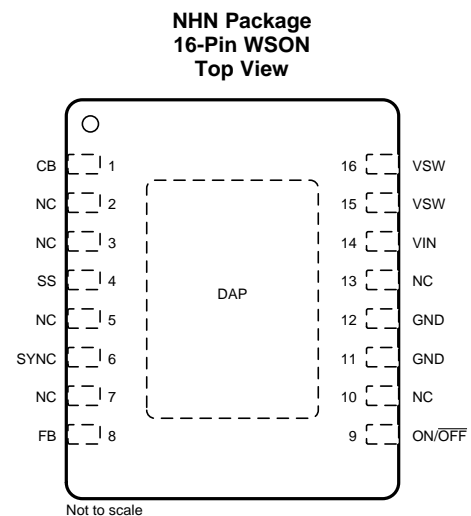 NHN Package
16-Pin WSON
Top View
CB 1
NC 2
NC 3
SS 4
NC 5
SYNC 6
NC 7
FB 8
DAP
16 VSW
15 VSW
14 VIN
13 NC
12 GND
11 GND
10 NC
9 ON/O̅F̅F̅
Not to scale